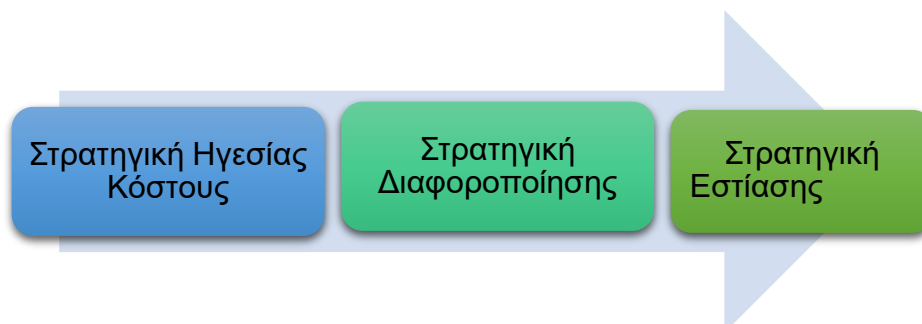 Στρατηγική Ηγεσίας
Κόστους
Στρατηγική
Διαφοροποίησης
Στρατηγική
Εστίασης